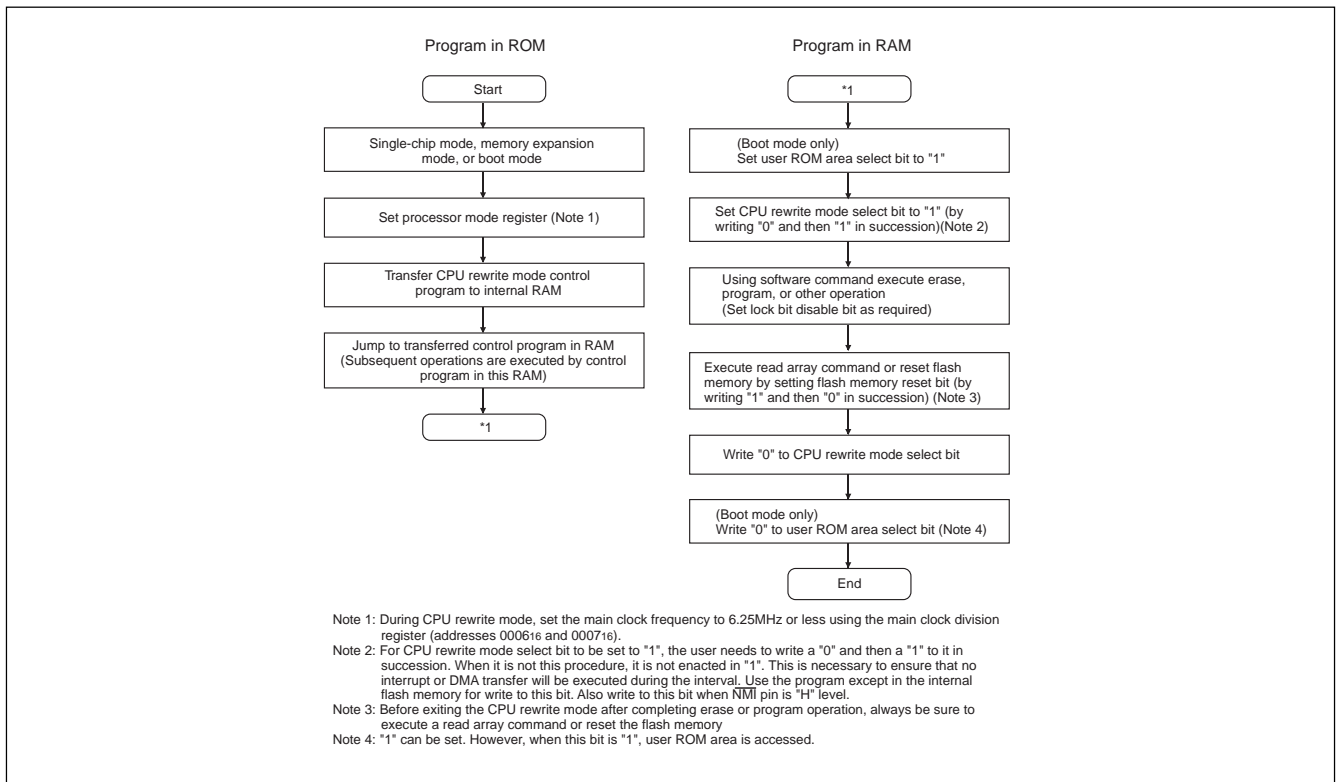 Program in ROM
Start
Single-chip mode, memory expansion
mode, or boot mode
Set processor mode register (Note 1)
Transfer CPU rewrite mode control
program to internal RAM
Jump to transferred control program in RAM
(Subsequent operations are executed by control
program in this RAM)
*1
Program in RAM
*1
(Boot mode only)
Set user ROM area select bit to "1"
Set CPU rewrite mode select bit to "1" (by
writing "0" and then "1" in succession)(Note 2)
Using software command execute erase,
program, or other operation
(Set lock bit disable bit as required)
Execute read array command or reset flash
memory by setting flash memory reset bit (by
writing "1" and then "0" in succession) (Note 3)
Write "0" to CPU rewrite mode select bit
(Boot mode only)
Write "0" to user ROM area select bit (Note 4)
End
Note 1: During CPU rewrite mode, set the main clock frequency to 6.25MHz or less using the main clock division
register (addresses 000616 and 000716).
Note 2: For CPU rewrite mode select bit to be set to "1", the user needs to write a "0" and then a "1" to it in
succession. When it is not this procedure, it is not enacted in "1". This is necessary to ensure that no
interrupt or DMA transfer will be executed during the interval. Use the program except in the internal
flash memory for write to this bit. Also write to this bit when NMI pin is "H" level.
Note 3: Before exiting the CPU rewrite mode after completing erase or program operation, always be sure to
execute a read array command or reset the flash memory
Note 4: "1" can be set. However, when this bit is "1", user ROM area is accessed.